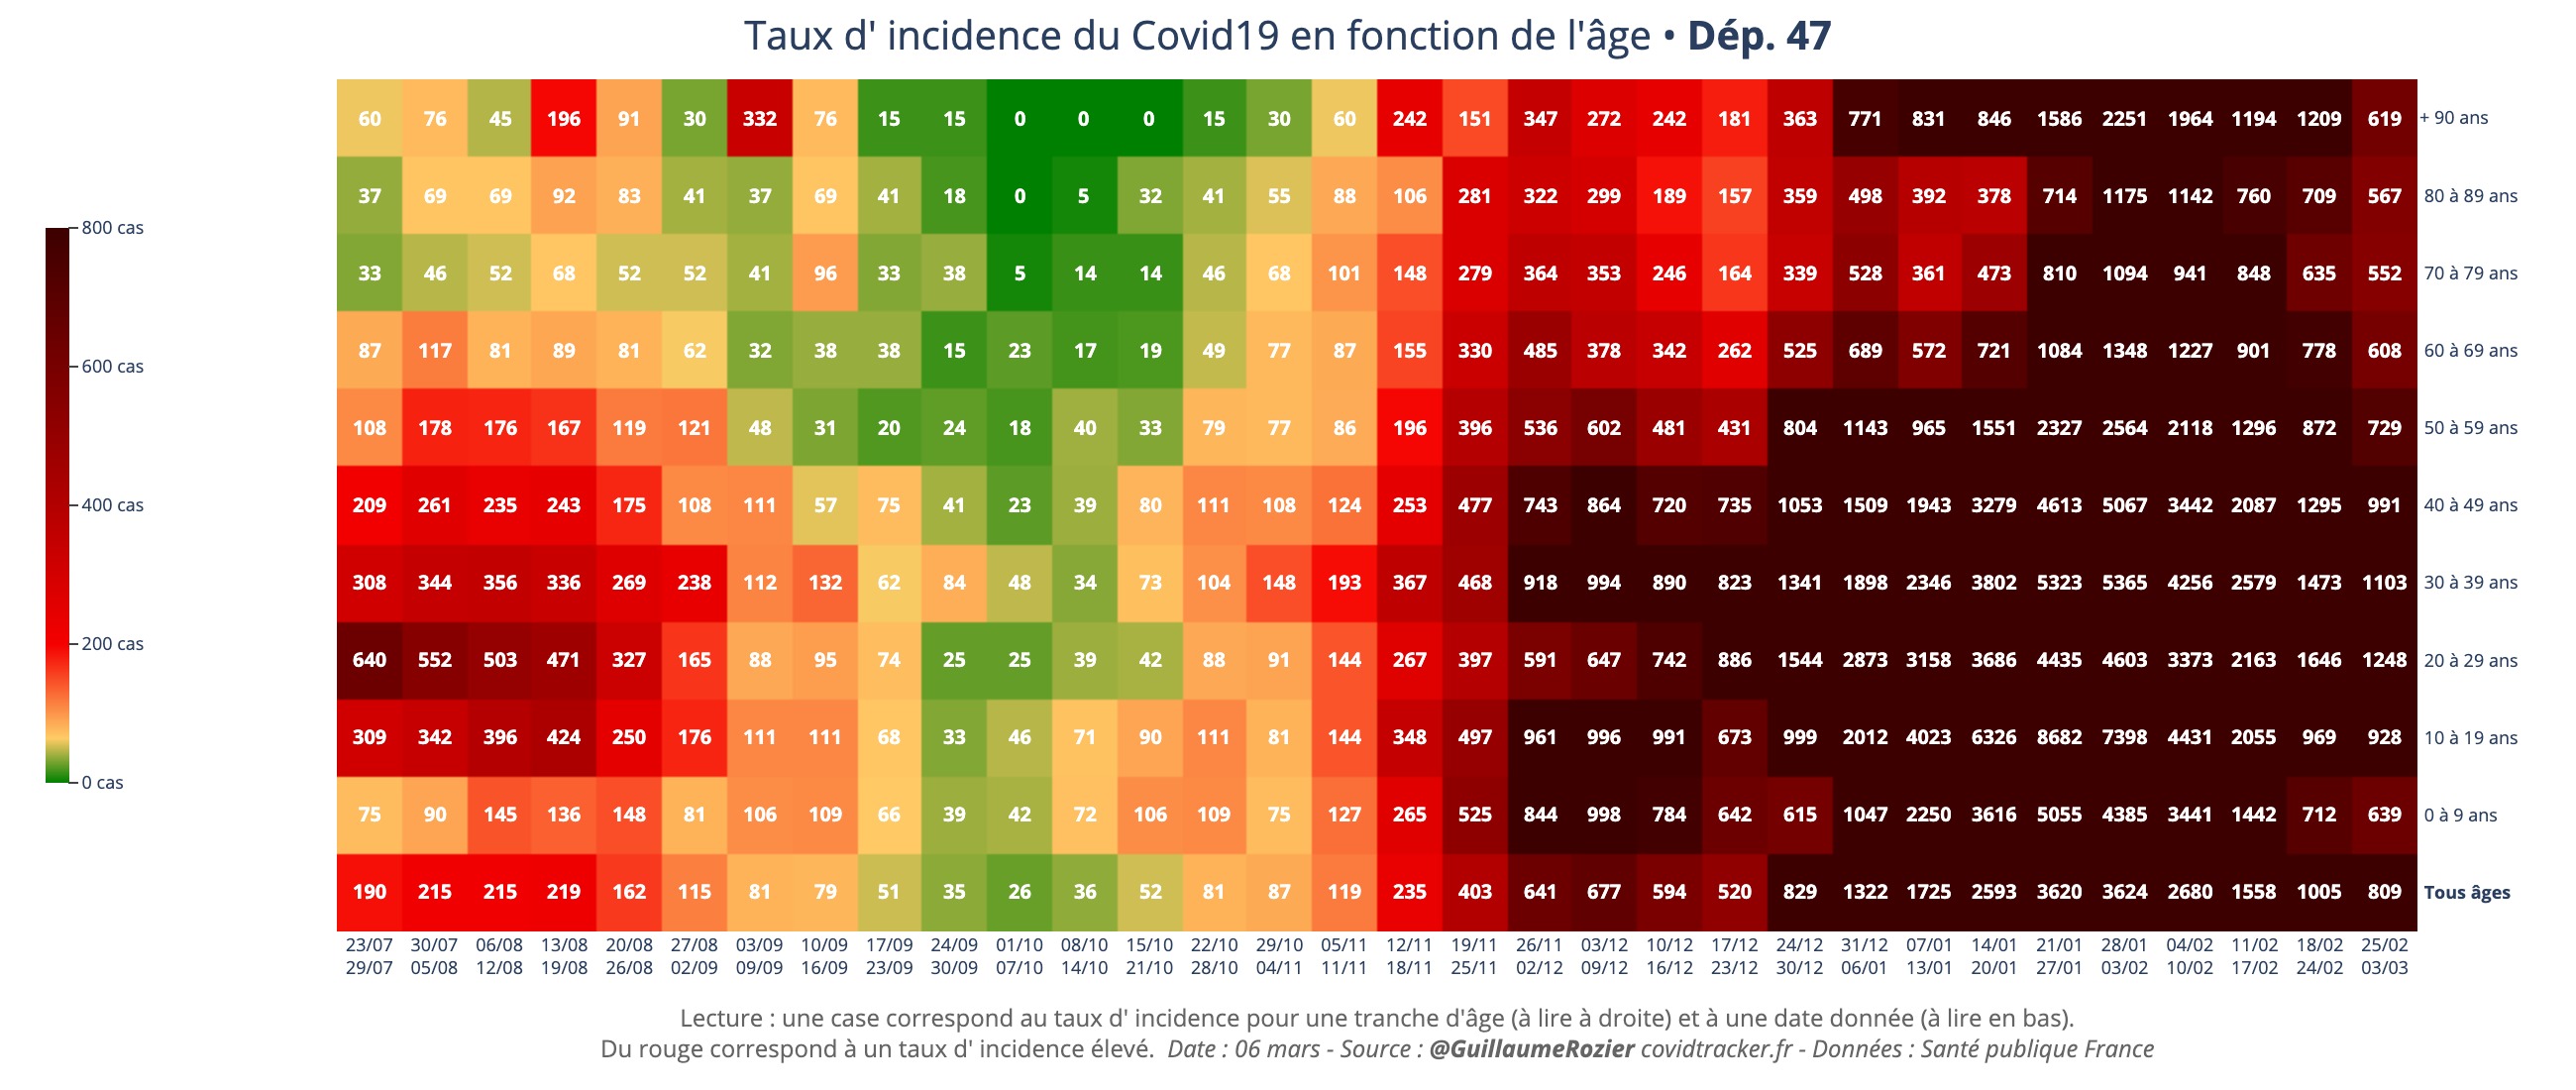 Taux d' incidence du Covid19 en fonction de l'âge • Dép. 47
800 cas
600 cas
400 cas
200 cas
0 cas
60 76 45 196 91 30 332 76 15 15 0 0 0 15 30 60 242 151 347 272 242 181 363 771 831 846 1586 2251 1964 1194 1209 619 + 90 ans
37 69 69 92 83 41 37 69 41 18 0 5 32 41 55 88 106 281 322 299 189 157 359 498 392 378 714 1175 1142 760 709 567 80 à 89 ans
33 46 52 68 52 52 41 96 33 38 5 14 14 46 68 101 148 279 364 353 246 164 339 528 361 473 810 1094 941 848 635 552 70 à 79 ans
87 117 81 89 81 62 32 38 38 15 23 17 19 49 77 87 155 330 485 378 342 262 525 689 572 721 1084 1348 1227 901 778 608 60 à 69 ans
108 178 176 167 119 121 48 31 20 24 18 40 33 79 77 86 196 396 536 602 481 431 804 1143 965 1551 2327 2564 2118 1296 872 729 50 à 59 ans
209 261 235 243 175 108 111 57 75 41 23 39 80 111 108 124 253 477 743 864 720 735 1053 1509 1943 3279 4613 5067 3442 2087 1295 991 40 à 49 ans
308 344 356 336 269 238 112 132 62 84 48 34 73 104 148 193 367 468 918 994 890 823 1341 1898 2346 3802 5323 5365 4256 2579 1473 1103 30 à 39 ans
640 552 503 471 327 165 88 95 74 25 25 39 42 88 91 144 267 397 591 647 742 886 1544 2873 3158 3686 4435 4603 3373 2163 1646 1248 20 à 29 ans
309 342 396 424 250 176 111 111 68 33 46 71 90 111 81 144 348 497 961 996 991 673 999 2012 4023 6326 8682 7398 4431 2055 969 928 10 à 19 ans
75 90 145 136 148 81 106 109 66 39 42 72 106 109 75 127 265 525 844 998 784 642 615 1047 2250 3616 5055 4385 3441 1442 712 639 0 à 9 ans
190 215 215 219 162 115 81 79 51 35 26 36 52 81 87 119 235 403 641 677 594 520 829 1322 1725 2593 3620 3624 2680 1558 1005 809 Tous âges
23/07 30/07 06/08 13/08 20/08 27/08 03/09 10/09 17/09 24/09 01/10 08/10 15/10 22/10 29/10 05/11 12/11 19/11 26/11 03/12 10/12 17/12 24/12 31/12 07/01 14/01 21/01 28/01 04/02 11/02 18/02 25/02
29/07 05/08 12/08 19/08 26/08 02/09 09/09 16/09 23/09 30/09 07/10 14/10 21/10 28/10 04/11 11/11 18/11 25/11 02/12 09/12 16/12 23/12 30/12 06/01 13/01 20/01 27/01 03/02 10/02 17/02 24/02 03/03
Lecture : une case correspond au taux d' incidence pour une tranche d'âge (à lire à droite) et à une date donnée (à lire en bas).
Du rouge correspond à un taux d' incidence élevé. Date : 06 mars - Source : @GuillaumeRozier covidtracker.fr - Données : Santé publique France